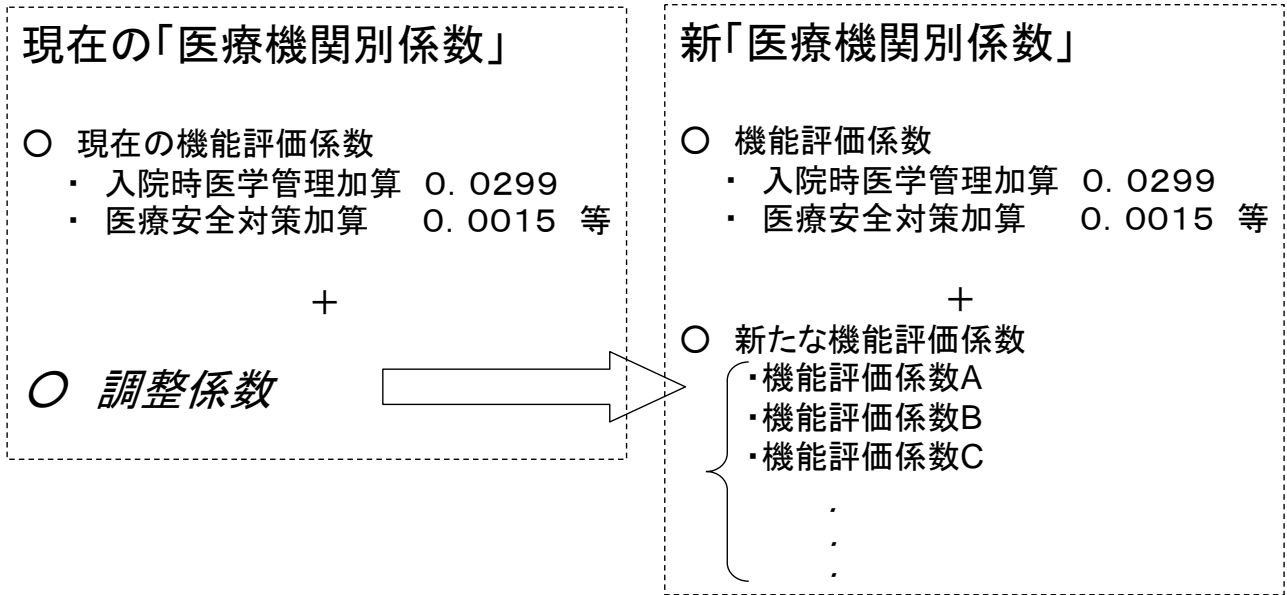 現在の「医療機関別係数」
○ 現在の機能評価係数
・ 入院時医学管理加算 0.0299
・ 医療安全対策加算 0.0015 等
＋
○ 調整係数
新「医療機関別係数」
○ 機能評価係数
・ 入院時医学管理加算 0.0299
・ 医療安全対策加算 0.0015 等
＋
○ 新たな機能評価係数
・機能評価係数A
・機能評価係数B
・機能評価係数C
.
.
.